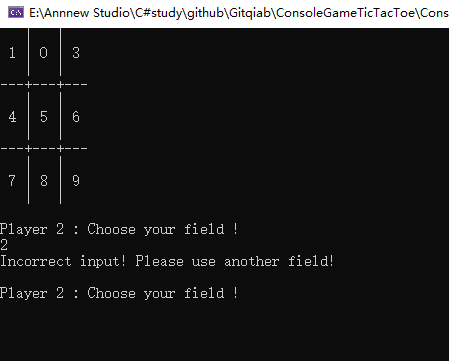 E:\Annnew Studio\C#study\github\Gitqiab\ConsoleGameTicTacToe\Cons
1 | O | 3
---+---+---
4 | 5 | 6
---+---+---
7 | 8 | 9
Player 2 : Choose your field !
2
Incorrect input! Please use another field!
Player 2 : Choose your field !